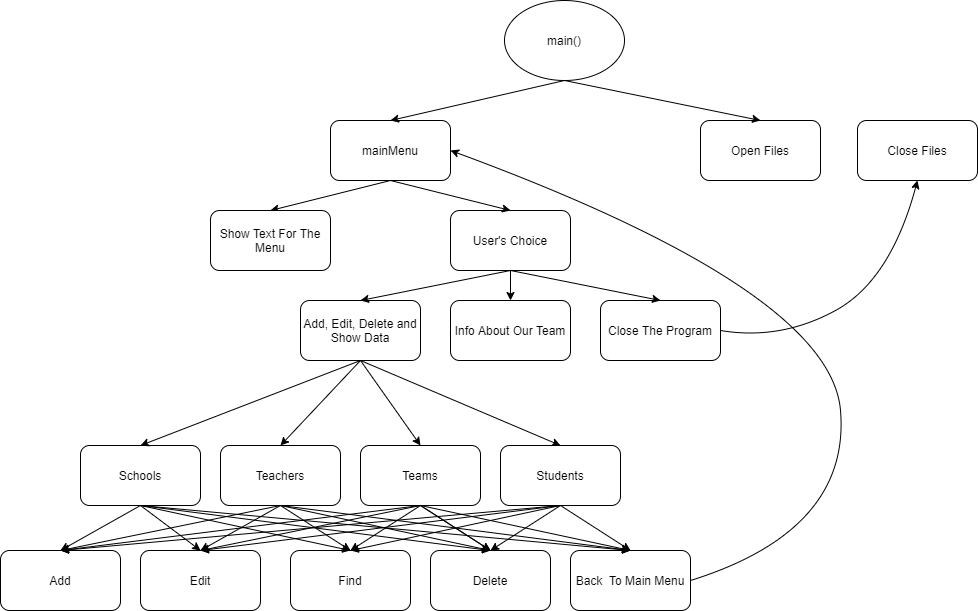 main()
mainMenu
Open Files
Close Files
Show Text For The
Menu
User's Choice
Add, Edit, Delete and
Show Data
Info About Our Team
Close The Program
Schools
Teachers
Teams
Students
Add
Edit
Find
Delete
Back  To Main Menu